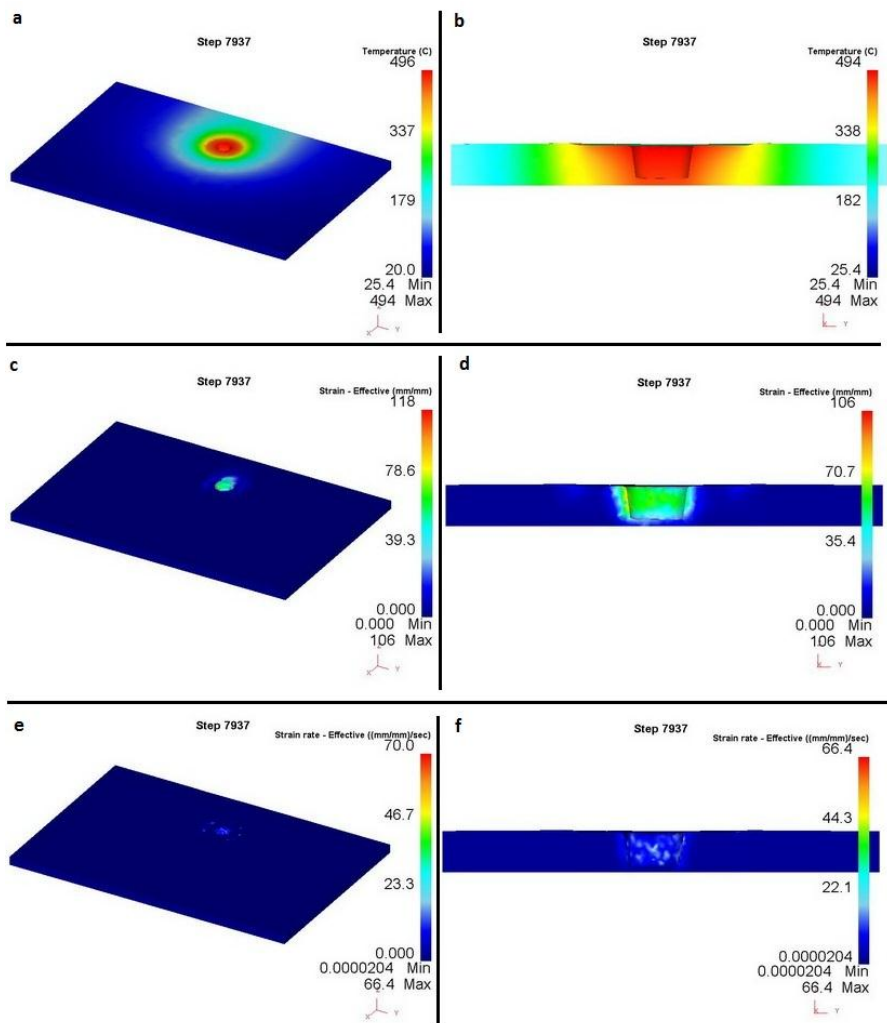 a
Step 7937
Temperature (C)
496
337
179
20.0
25.4 Min
494 Max
X Y
b
Step 7937
Temperature (C)
494
338
182
25.4
25.4 Min
494 Max
Y
c
Step 7937
Strain - Effective (mm/mm)
118
78.6
39.3
0.000
0.000 Min
106 Max
X Y
d
Step 7937
Strain - Effective (mm/mm)
106
70.7
35.4
0.000
0.000 Min
106 Max
Y
e
Step 7937
Strain rate - Effective ((mm/mm)/sec)
70.0
46.7
23.3
0.000
0.0000204 Min
66.4 Max
X Y
f
Step 7937
Strain rate - Effective ((mm/mm)/sec)
66.4
44.3
22.1
0.0000204
0.0000204 Min
66.4 Max
Y